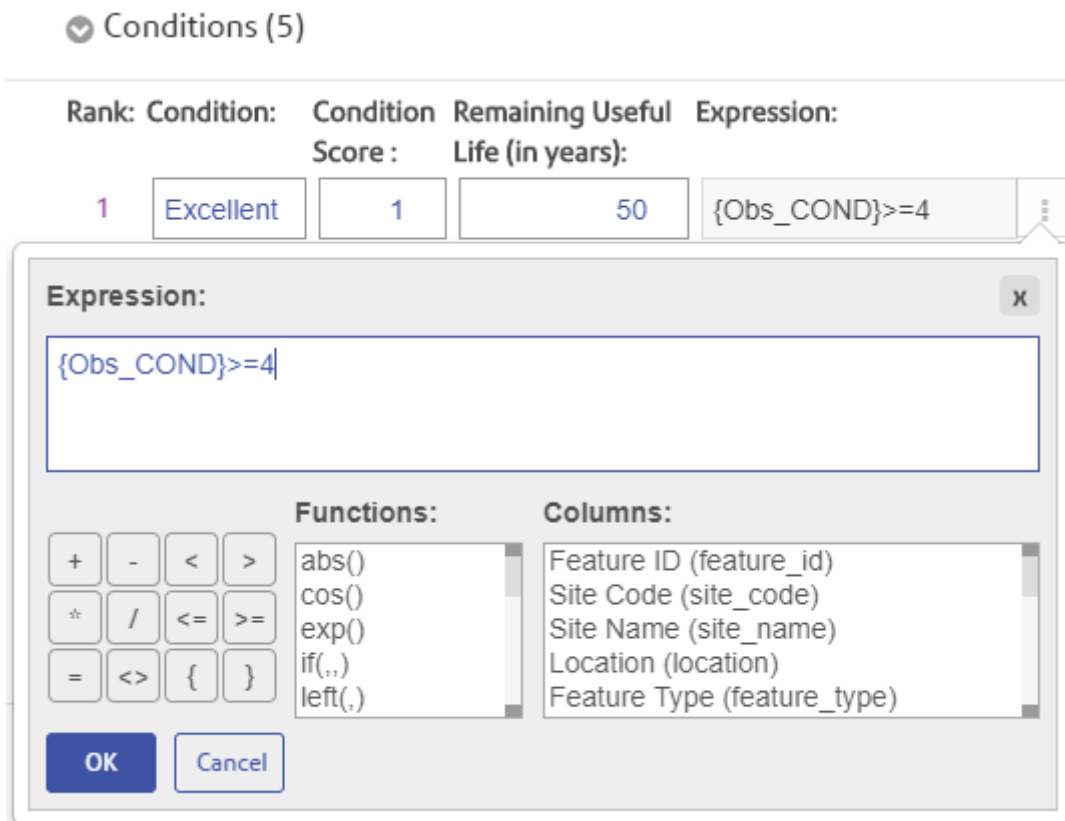 Conditions (5)
Rank: Condition: Condition Score : Remaining Useful Life (in years): Expression:
1 Excellent 1 50 {Obs_COND}>=4
Expression: x
{Obs_COND}>=4
Functions: Columns:
+ - < >
* / <= >=
= <> { }
abs()
cos()
exp()
if(,,)
left(,)
Feature ID (feature_id)
Site Code (site_code)
Site Name (site_name)
Location (location)
Feature Type (feature_type)
OK Cancel